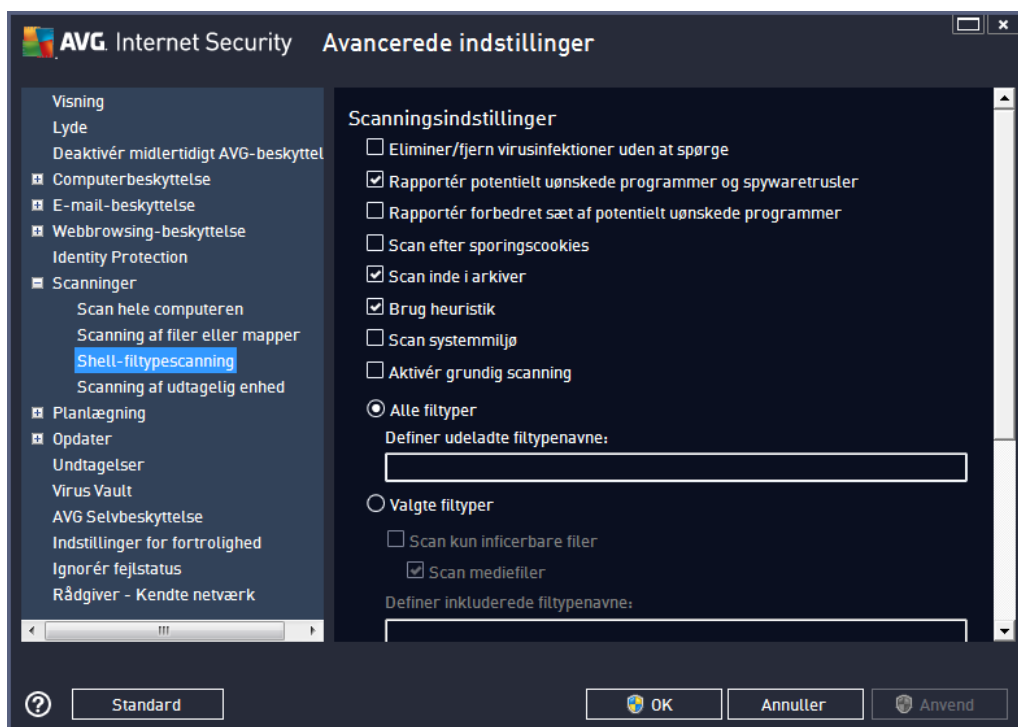 AVG. Internet Security Avancerede indstillinger
Visning
Lyde
Deaktivér midlertidigt AVG-beskyttel
Computerbeskyttelse
E-mail-beskyttelse
Webbrowsing-beskyttelse
Identity Protection
Scanninger
Scan hele computeren
Scanning af filer eller mapper
Shell-filtypescanning
Scanning af udtagelig enhed
Planlægning
Opdater
Undtagelser
Virus Vault
AVG Selvbeskyttelse
Indstillinger for fortrolighed
Ignorér fejlstatus
Rådgiver - Kendte netværk
Scanningsindstillinger
Eliminer/fjern virusinfektioner uden at spørge
Rapportér potentielt uønskede programmer og spywaretrusler
Rapportér forbedret sæt af potentielt uønskede programmer
Scan efter sporingscookies
Scan inde i arkiver
Brug heuristik
Scan systemmiljø
Aktivér grundig scanning
Alle filtyper
Definer udeladte filtypenavne:
Valgte filtyper
Scan kun inficerbare filer
Scan mediefiler
Definer inkluderede filtypenavne:
Standard
OK
Annuller
Anvend